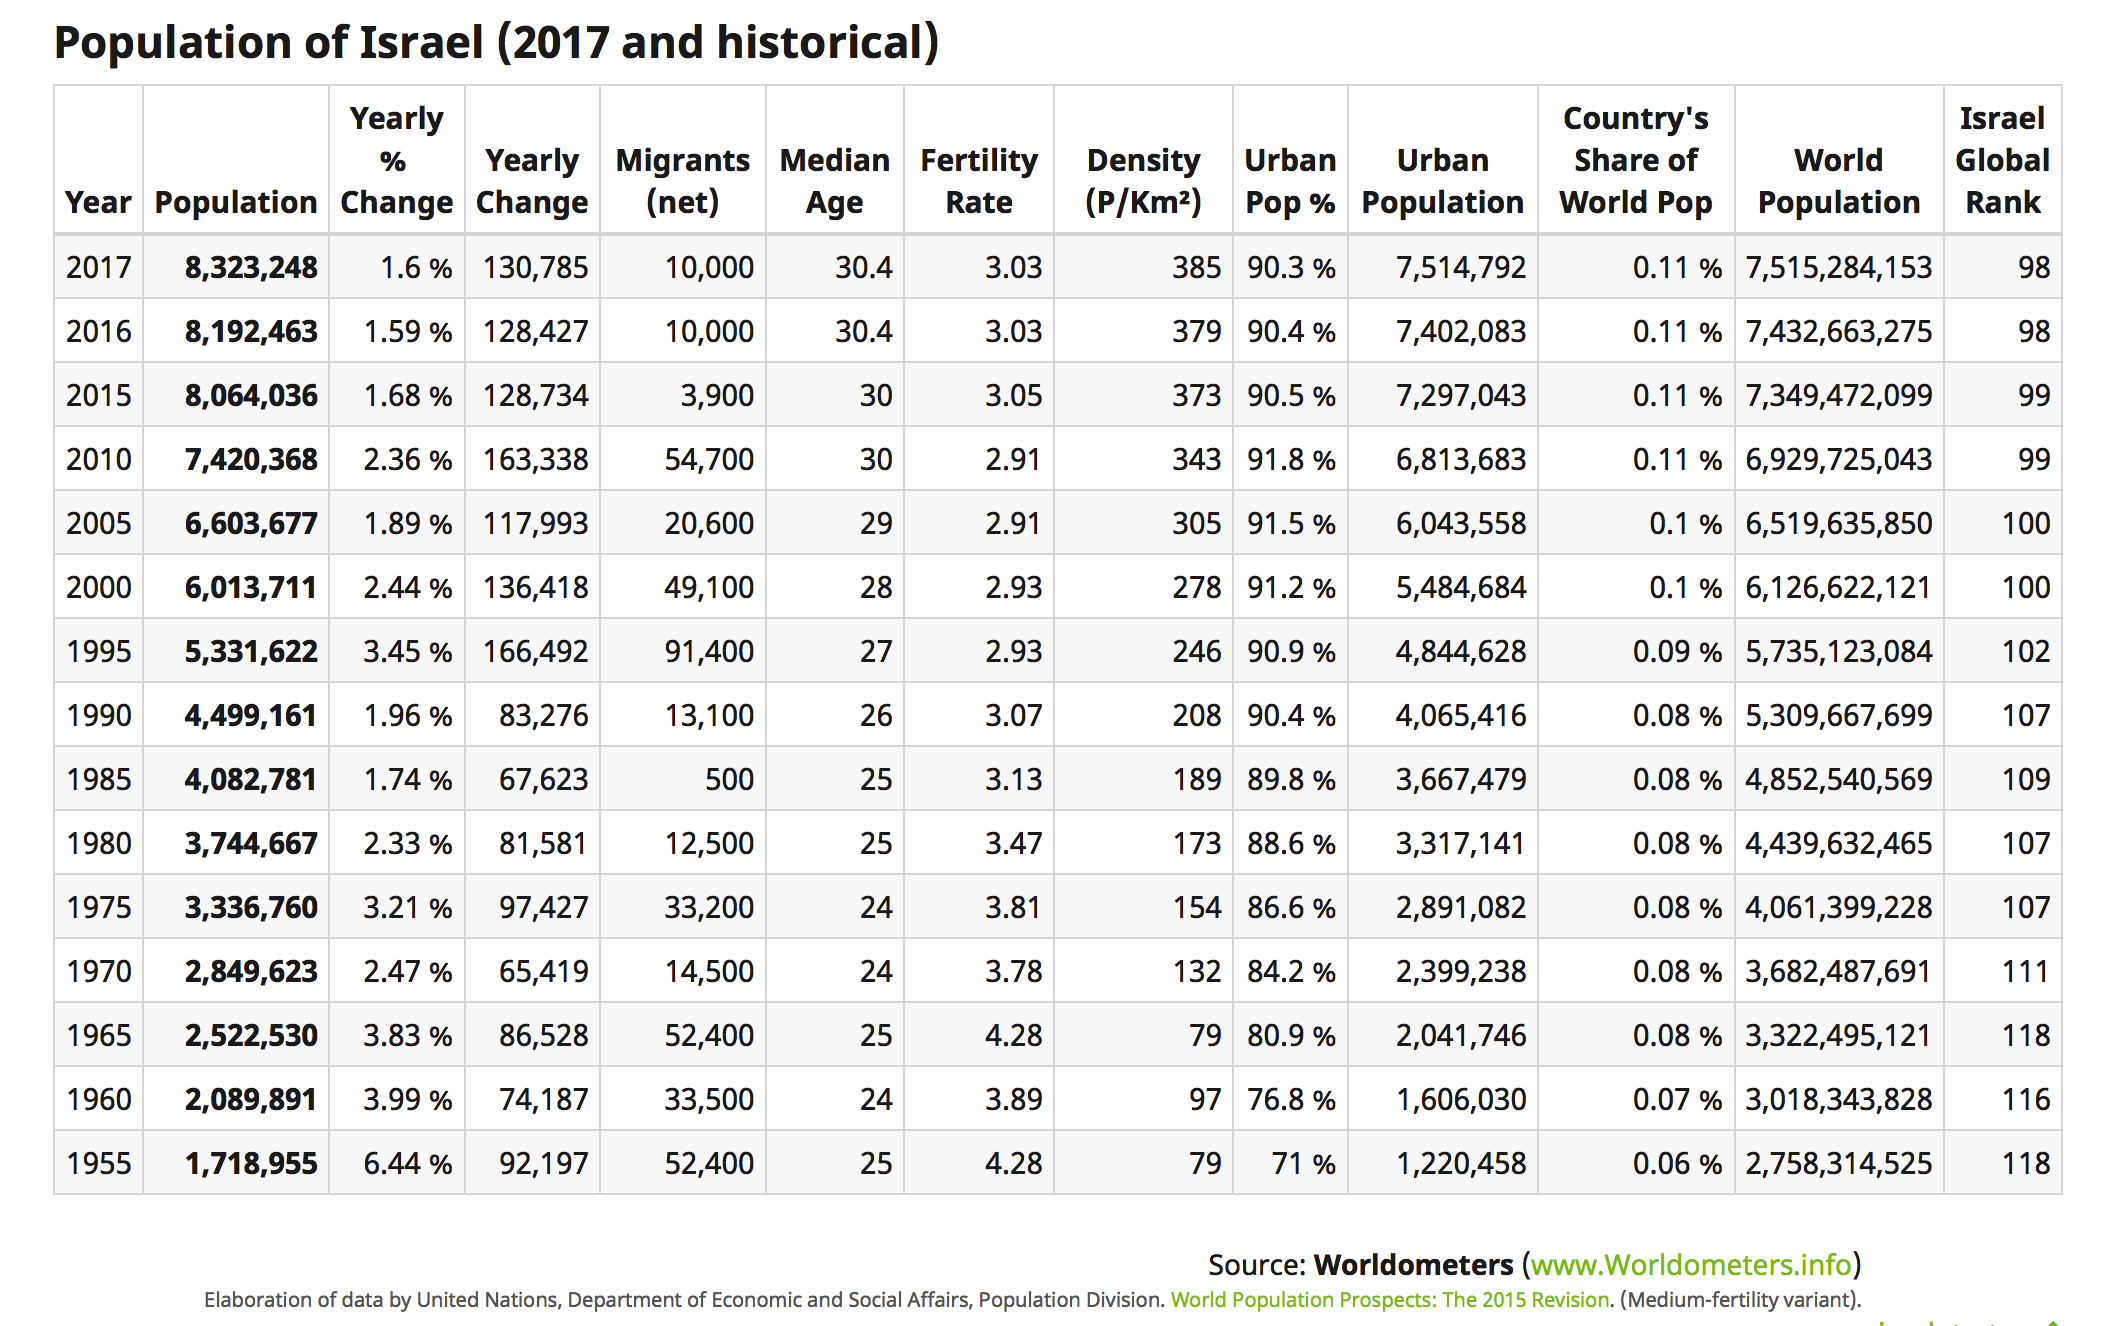 Population of Israel (2017 and historical)
Year Population Yearly % Change Yearly Change Migrants (net) Median Age Fertility Rate Density (P/Km²) Urban Pop % Urban Population Country's Share of World Pop World Population Israel Global Rank
2017 8,323,248 1.6 % 130,785 10,000 30.4 3.03 385 90.3 % 7,514,792 0.11 % 7,515,284,153 98
2016 8,192,463 1.59 % 128,427 10,000 30.4 3.03 379 90.4 % 7,402,083 0.11 % 7,432,663,275 98
2015 8,064,036 1.68 % 128,734 3,900 30 3.05 373 90.5 % 7,297,043 0.11 % 7,349,472,099 99
2010 7,420,368 2.36 % 163,338 54,700 30 2.91 343 91.8 % 6,813,683 0.11 % 6,929,725,043 99
2005 6,603,677 1.89 % 117,993 20,600 29 2.91 305 91.5 % 6,043,558 0.1 % 6,519,635,850 100
2000 6,013,711 2.44 % 136,418 49,100 28 2.93 278 91.2 % 5,484,684 0.1 % 6,126,622,121 100
1995 5,331,622 3.45 % 166,492 91,400 27 2.93 246 90.9 % 4,844,628 0.09 % 5,735,123,084 102
1990 4,499,161 1.96 % 83,276 13,100 26 3.07 208 90.4 % 4,065,416 0.08 % 5,309,667,699 107
1985 4,082,781 1.74 % 67,623 500 25 3.13 189 89.8 % 3,667,479 0.08 % 4,852,540,569 109
1980 3,744,667 2.33 % 81,581 12,500 25 3.47 173 88.6 % 3,317,141 0.08 % 4,439,632,465 107
1975 3,336,760 3.21 % 97,427 33,200 24 3.81 154 86.6 % 2,891,082 0.08 % 4,061,399,228 107
1970 2,849,623 2.47 % 65,419 14,500 24 3.78 132 84.2 % 2,399,238 0.08 % 3,682,487,691 111
1965 2,522,530 3.83 % 86,528 52,400 25 4.28 79 80.9 % 2,041,746 0.08 % 3,322,495,121 118
1960 2,089,891 3.99 % 74,187 33,500 24 3.89 97 76.8 % 1,606,030 0.07 % 3,018,343,828 116
1955 1,718,955 6.44 % 92,197 52,400 25 4.28 79 71 % 1,220,458 0.06 % 2,758,314,525 118
Source: Worldometers (www.Worldometers.info)
Elaboration of data by United Nations, Department of Economic and Social Affairs, Population Division. World Population Prospects: The 2015 Revision. (Medium-fertility variant).